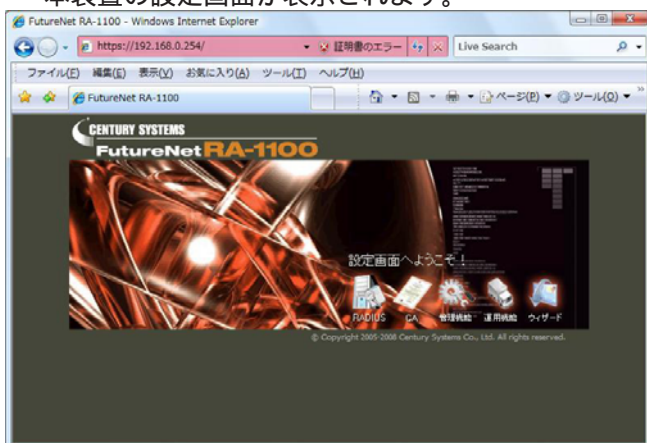 本装置の設定画面が表示されます。
FutureNet RA-1100 - Windows Internet Explorer
https://192.168.0.254/
証明書のエラー
Live Search
ファイル(F) 編集(E) 表示(V) お気に入り(A) ツール(T) ヘルプ(H)
FutureNet RA-1100
ページ(P) ツール(O)
CENTURY SYSTEMS
FutureNet RA-1100
設定画面へようこそ!
RADIUS CA 管理機能 運用機能 ウィザード
© Copyright 2005-2008 Century Systems Co., Ltd. All rights reserved.